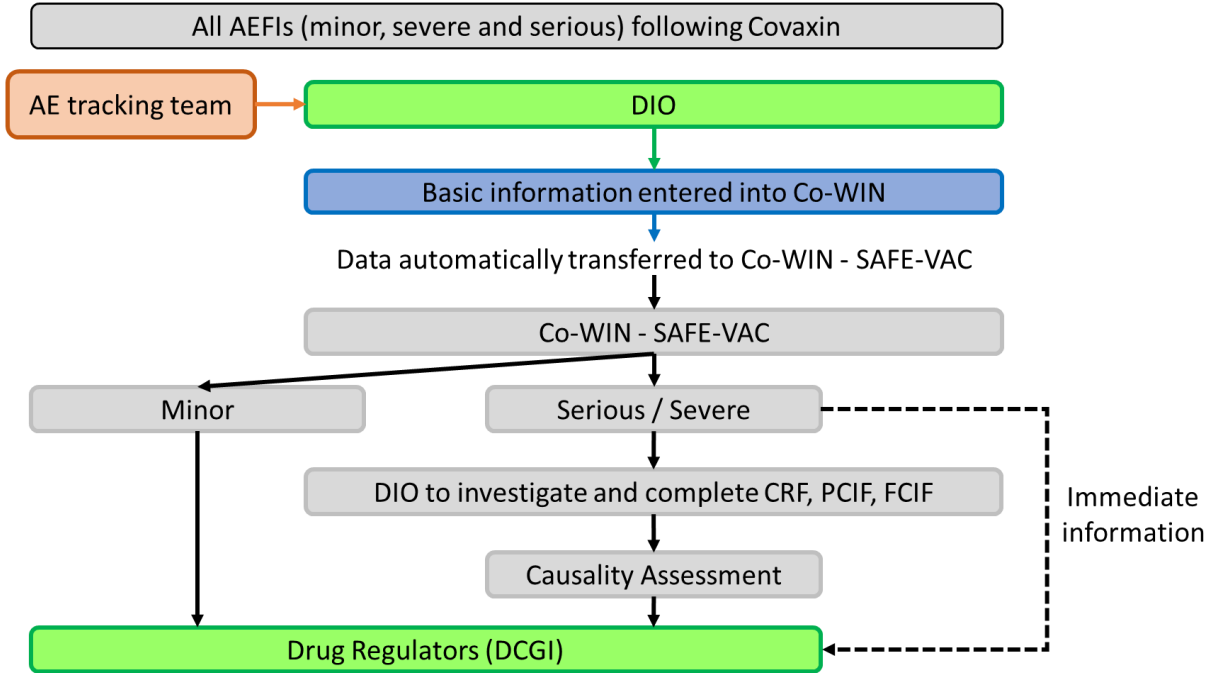 All AEFIs (minor, severe and serious) following Covaxin
AE tracking team
DIO
Basic information entered into Co-WIN
Data automatically transferred to Co-WIN - SAFE-VAC
Co-WIN - SAFE-VAC
Minor
Serious / Severe
DIO to investigate and complete CRF, PCIF, FCIF
Immediate
information
Causality Assessment
Drug Regulators (DCGI)